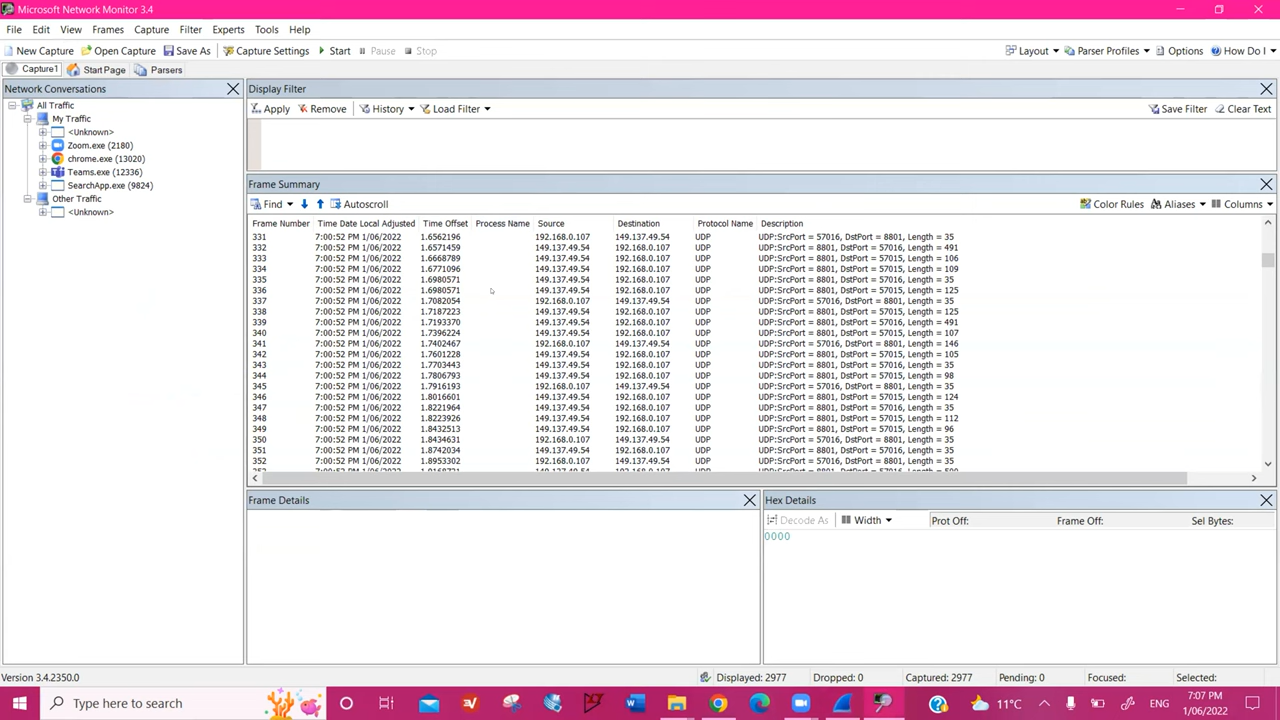 Microsoft Network Monitor 3.4
File Edit View Frames Capture Filter Experts Tools Help
New Capture Open Capture Save As Capture Settings Start Pause Stop Layout Parser Profiles Options How Do I
Capture1 Start Page Parsers
Network Conversations
All Traffic
My Traffic
<Unknown>
Zoom.exe (2180)
chrome.exe (13020)
Teams.exe (12336)
SearchApp.exe (9824)
Other Traffic
<Unknown>
Display Filter
Apply Remove History Load Filter Save Filter Clear Text
Frame Summary
Find Autoscroll Color Rules Aliases Columns
Frame Number Time Date Local Adjusted Time Offset Process Name Source Destination Protocol Name Description
331 7:00:52 PM 1/06/2022 1.6562196 192.168.0.107 149.137.49.54 UDP UDP:SrcPort = 57016, DstPort = 8801, Length = 35
332 7:00:52 PM 1/06/2022 1.6571459 149.137.49.54 192.168.0.107 UDP UDP:SrcPort = 8801, DstPort = 57016, Length = 491
333 7:00:52 PM 1/06/2022 1.6668789 149.137.49.54 192.168.0.107 UDP UDP:SrcPort = 8801, DstPort = 57015, Length = 106
334 7:00:52 PM 1/06/2022 1.6771096 149.137.49.54 192.168.0.107 UDP UDP:SrcPort = 8801, DstPort = 57015, Length = 109
335 7:00:52 PM 1/06/2022 1.6980571 149.137.49.54 192.168.0.107 UDP UDP:SrcPort = 8801, DstPort = 57016, Length = 35
336 7:00:52 PM 1/06/2022 1.6980571 149.137.49.54 192.168.0.107 UDP UDP:SrcPort = 8801, DstPort = 57015, Length = 125
337 7:00:52 PM 1/06/2022 1.7082054 192.168.0.107 149.137.49.54 UDP UDP:SrcPort = 57016, DstPort = 8801, Length = 35
338 7:00:52 PM 1/06/2022 1.7187223 149.137.49.54 192.168.0.107 UDP UDP:SrcPort = 8801, DstPort = 57015, Length = 125
339 7:00:52 PM 1/06/2022 1.7193370 149.137.49.54 192.168.0.107 UDP UDP:SrcPort = 8801, DstPort = 57016, Length = 491
340 7:00:52 PM 1/06/2022 1.7396224 149.137.49.54 192.168.0.107 UDP UDP:SrcPort = 8801, DstPort = 57015, Length = 107
341 7:00:52 PM 1/06/2022 1.7402467 192.168.0.107 149.137.49.54 UDP UDP:SrcPort = 57015, DstPort = 8801, Length = 146
342 7:00:52 PM 1/06/2022 1.7601228 149.137.49.54 192.168.0.107 UDP UDP:SrcPort = 8801, DstPort = 57015, Length = 105
343 7:00:52 PM 1/06/2022 1.7703443 149.137.49.54 192.168.0.107 UDP UDP:SrcPort = 8801, DstPort = 57016, Length = 35
344 7:00:52 PM 1/06/2022 1.7806793 149.137.49.54 192.168.0.107 UDP UDP:SrcPort = 8801, DstPort = 57015, Length = 98
345 7:00:52 PM 1/06/2022 1.7916193 192.168.0.107 149.137.49.54 UDP UDP:SrcPort = 57016, DstPort = 8801, Length = 35
346 7:00:52 PM 1/06/2022 1.8016601 149.137.49.54 192.168.0.107 UDP UDP:SrcPort = 8801, DstPort = 57015, Length = 124
347 7:00:52 PM 1/06/2022 1.8221964 149.137.49.54 192.168.0.107 UDP UDP:SrcPort = 8801, DstPort = 57016, Length = 35
348 7:00:52 PM 1/06/2022 1.8223926 149.137.49.54 192.168.0.107 UDP UDP:SrcPort = 8801, DstPort = 57015, Length = 112
349 7:00:52 PM 1/06/2022 1.8432513 149.137.49.54 192.168.0.107 UDP UDP:SrcPort = 8801, DstPort = 57015, Length = 96
350 7:00:52 PM 1/06/2022 1.8434631 192.168.0.107 149.137.49.54 UDP UDP:SrcPort = 57016, DstPort = 8801, Length = 35
351 7:00:52 PM 1/06/2022 1.8742034 149.137.49.54 192.168.0.107 UDP UDP:SrcPort = 8801, DstPort = 57016, Length = 35
352 7:00:52 PM 1/06/2022 1.8953302 192.168.0.107 149.137.49.54 UDP UDP:SrcPort = 57016, DstPort = 8801, Length = 35
Frame Details Hex Details
Decode As Width Prot Off: Frame Off: Sel Bytes:
0000
Version 3.4.2350.0 Displayed: 2977 Dropped: 0 Captured: 2977 Pending: 0 Focused: Selected:
Type here to search 11°C ENG 7:07 PM
1/06/2022